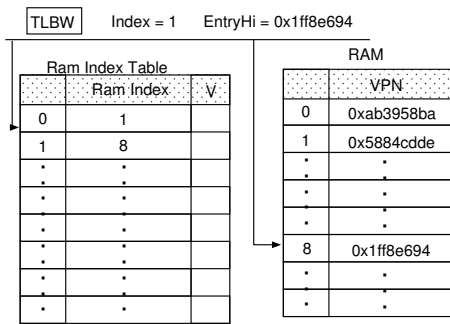 TLBW Index = 1 EntryHi = 0x1ff8e694
Ram Index Table
Ram Index V
0 1
1 8
RAM
VPN
0 0xab3958ba
1 0x5884cdde
8 0x1ff8e694